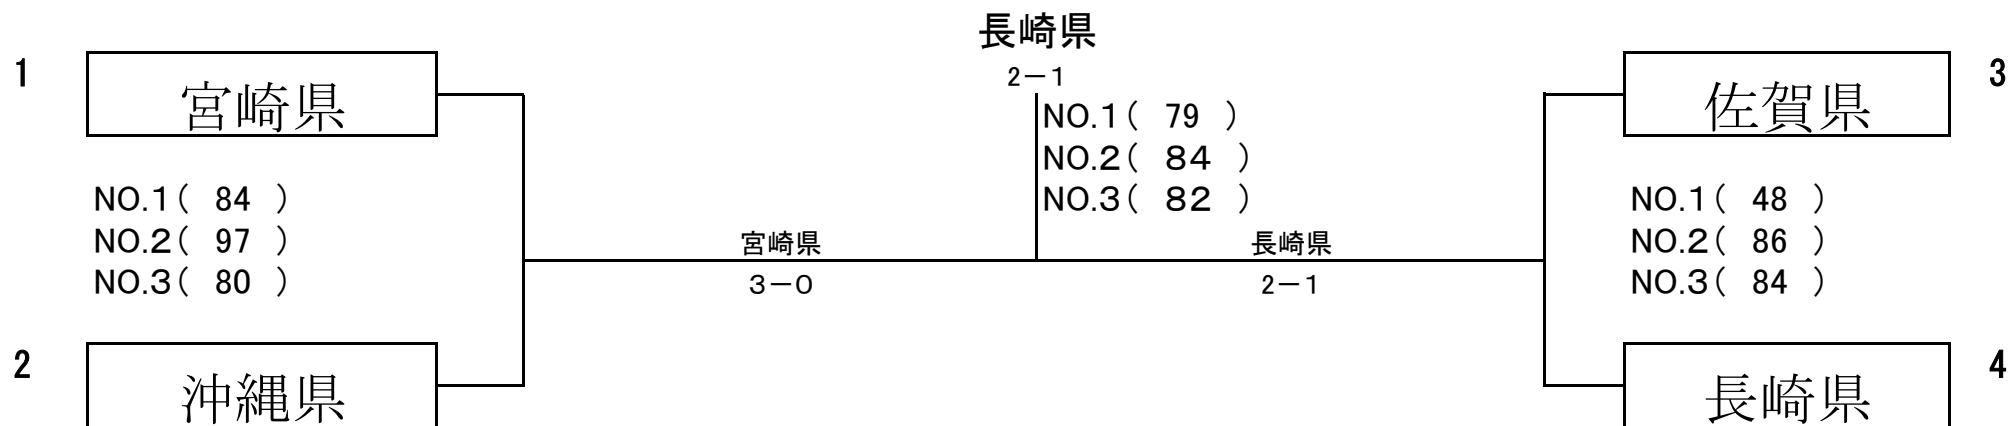 長崎県
2－1
1
宮崎県
NO.1( 79 )
NO.2( 84 )
NO.3( 82 )
佐賀県
3
NO.1( 84 )
NO.2( 97 )
NO.3( 80 )
宮崎県
3－0
長崎県
2－1
NO.1( 48 )
NO.2( 86 )
NO.3( 84 )
2
沖縄県
長崎県
4